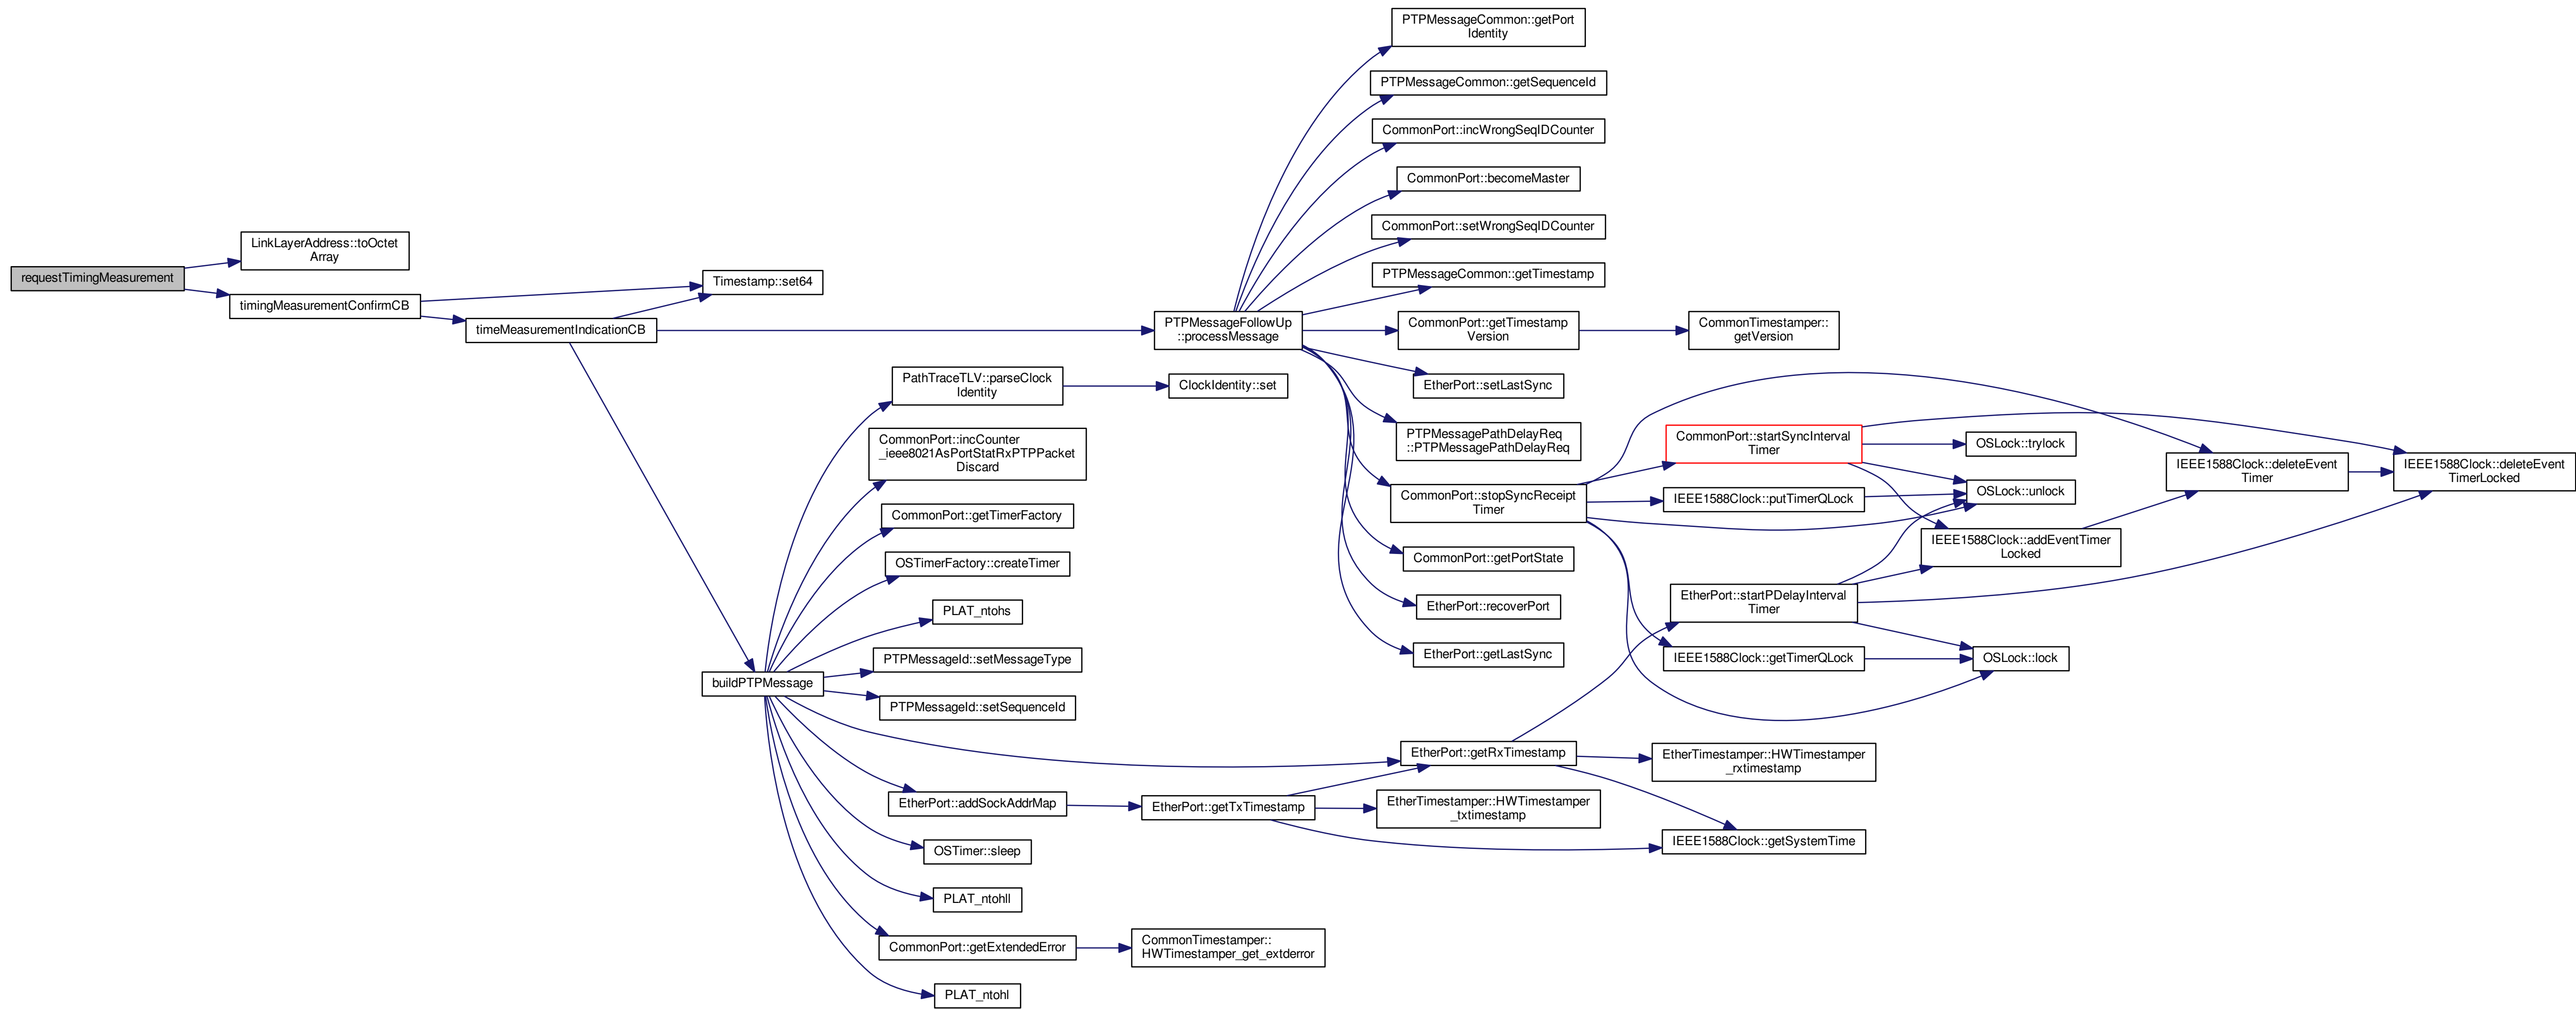 requestTimingMeasurement
LinkLayerAddress::toOctet
Array
timingMeasurementConfirmCB
Timestamp::set64
timeMeasurementIndicationCB
buildPTPMessage
PathTraceTLV::parseClock
Identity
CommonPort::incCounter
_ieee8021AsPortStatRxPTPPacket
Discard
CommonPort::getTimerFactory
OSTimerFactory::createTimer
PLAT_ntohs
PTPMessageId::setMessageType
PTPMessageId::setSequenceId
EtherPort::addSockAddrMap
OSTimer::sleep
PLAT_ntohll
CommonPort::getExtendedError
PLAT_ntohl
PTPMessageFollowUp
::processMessage
ClockIdentity::set
EtherPort::getTxTimestamp
CommonTimestamper::
HWTimestamper_get_extderror
PTPMessageCommon::getPort
Identity
PTPMessageCommon::getSequenceId
CommonPort::incWrongSeqIDCounter
CommonPort::becomeMaster
CommonPort::setWrongSeqIDCounter
PTPMessageCommon::getTimestamp
CommonPort::getTimestamp
Version
EtherPort::setLastSync
PTPMessagePathDelayReq
::PTPMessagePathDelayReq
CommonPort::stopSyncReceipt
Timer
CommonPort::getPortState
EtherPort::recoverPort
EtherPort::getLastSync
EtherPort::getRxTimestamp
EtherTimestamper::HWTimestamper
_txtimestamp
CommonTimestamper::
getVersion
CommonPort::startSyncInterval
Timer
IEEE1588Clock::putTimerQLock
EtherPort::startPDelayInterval
Timer
IEEE1588Clock::getTimerQLock
EtherTimestamper::HWTimestamper
_rxtimestamp
IEEE1588Clock::getSystemTime
OSLock::trylock
OSLock::unlock
IEEE1588Clock::addEventTimer
Locked
OSLock::lock
IEEE1588Clock::deleteEvent
Timer
IEEE1588Clock::deleteEvent
TimerLocked